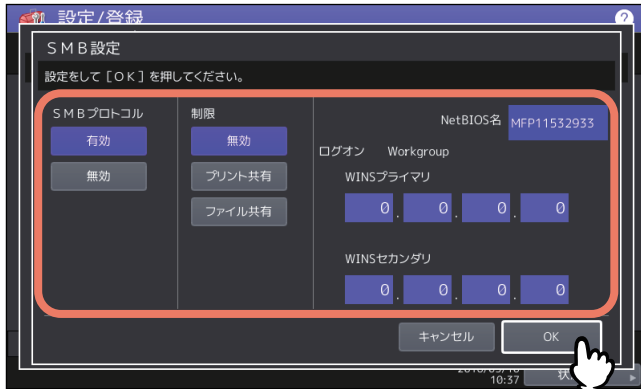 設定/登録
?
SMB設定
設定をして［OK］を押してください。
SMBプロトコル
有効
無効
制限
無効
プリント共有
ファイル共有
NetBIOS名 MFP11532933
ログオン Workgroup
WINSプライマリ
0 . 0 . 0 . 0
WINSセカンダリ
0 . 0 . 0 . 0
キャンセル
OK
10:37